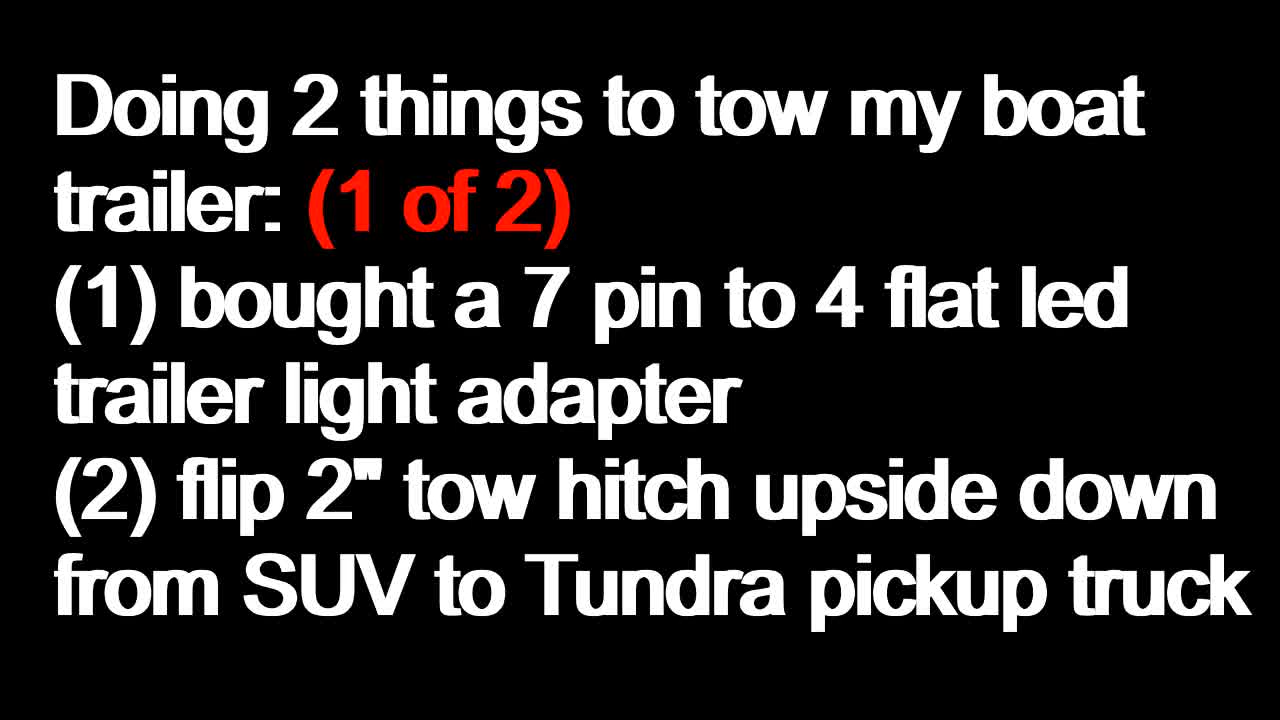 Doing 2 things to tow my boat
trailer: (1 of 2)
(1) bought a 7 pin to 4 flat led
trailer light adapter
(2) flip 2" tow hitch upside down
from SUV to Tundra pickup truck